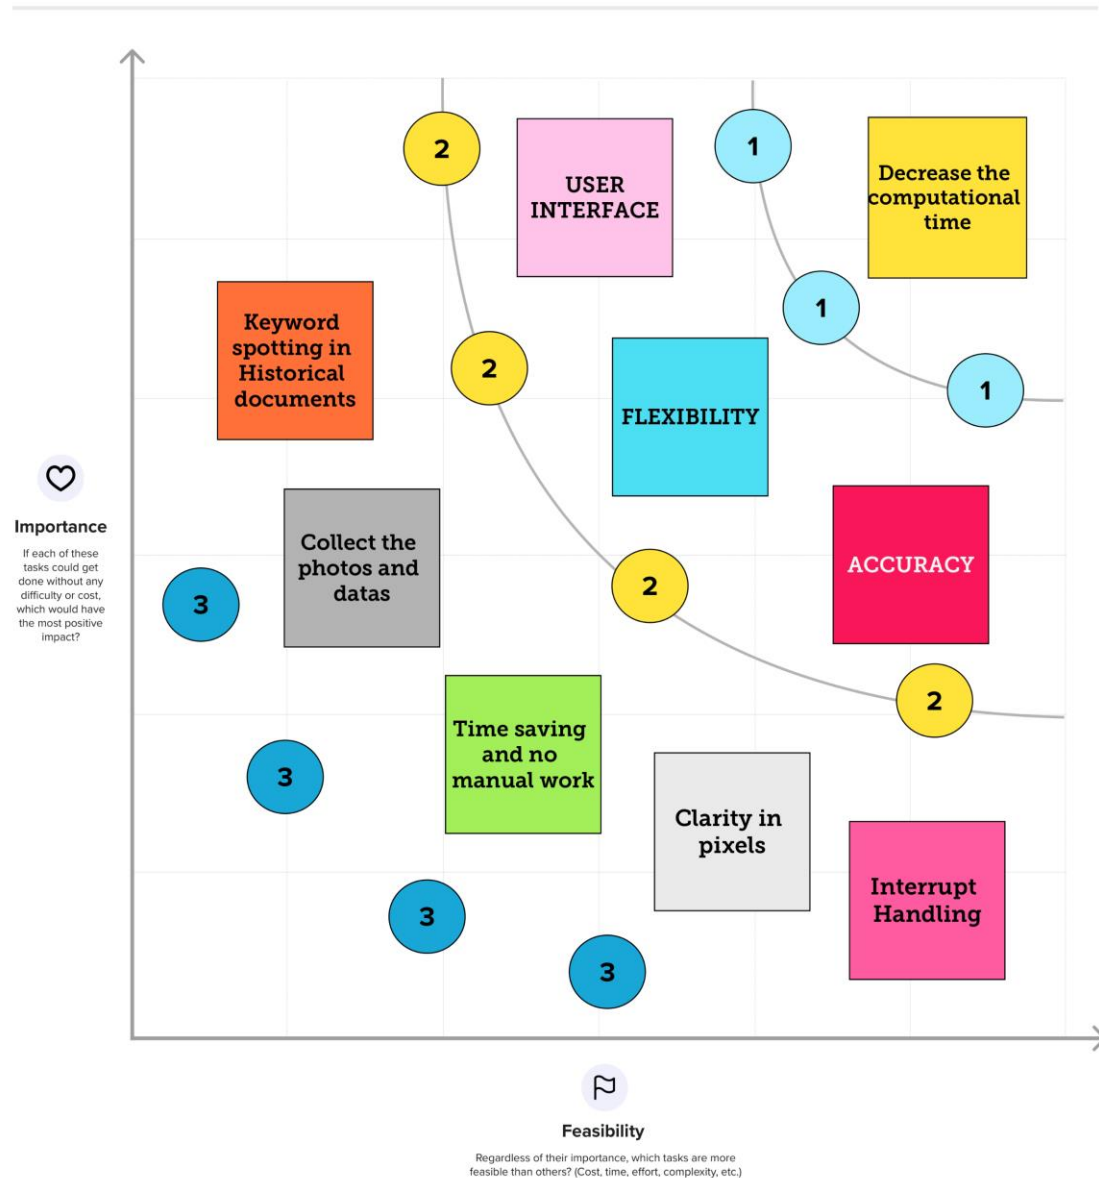 2
USER
INTERFACE
1
Decrease the
computational
time
1
Keyword
spotting in
Historical
documents
2
FLEXIBILITY
1
Importance
If each of these
tasks could get
done without any
difficulty or cost,
which would have
the most positive
impact?
Collect the
photos and
datas
ACCURACY
3
2
2
Time saving
and no
manual work
3
Clarity in
pixels
Interrupt
Handling
3
3
Feasibility
Regardless of their importance, which tasks are more
feasible than others? (Cost, time, effort, complexity, etc.)